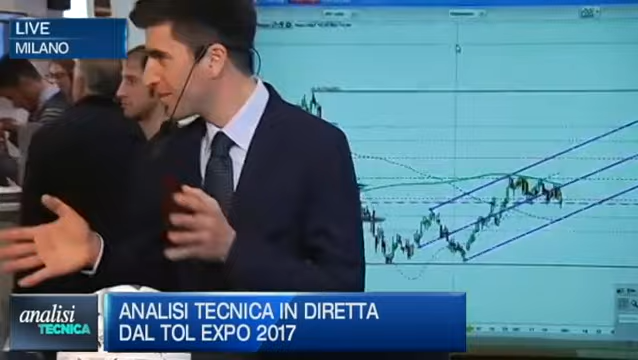 LIVE
MILANO
analisi
TECNICA
ANALISI TECNICA IN DIRETTA
DAL TOL EXPO 2017